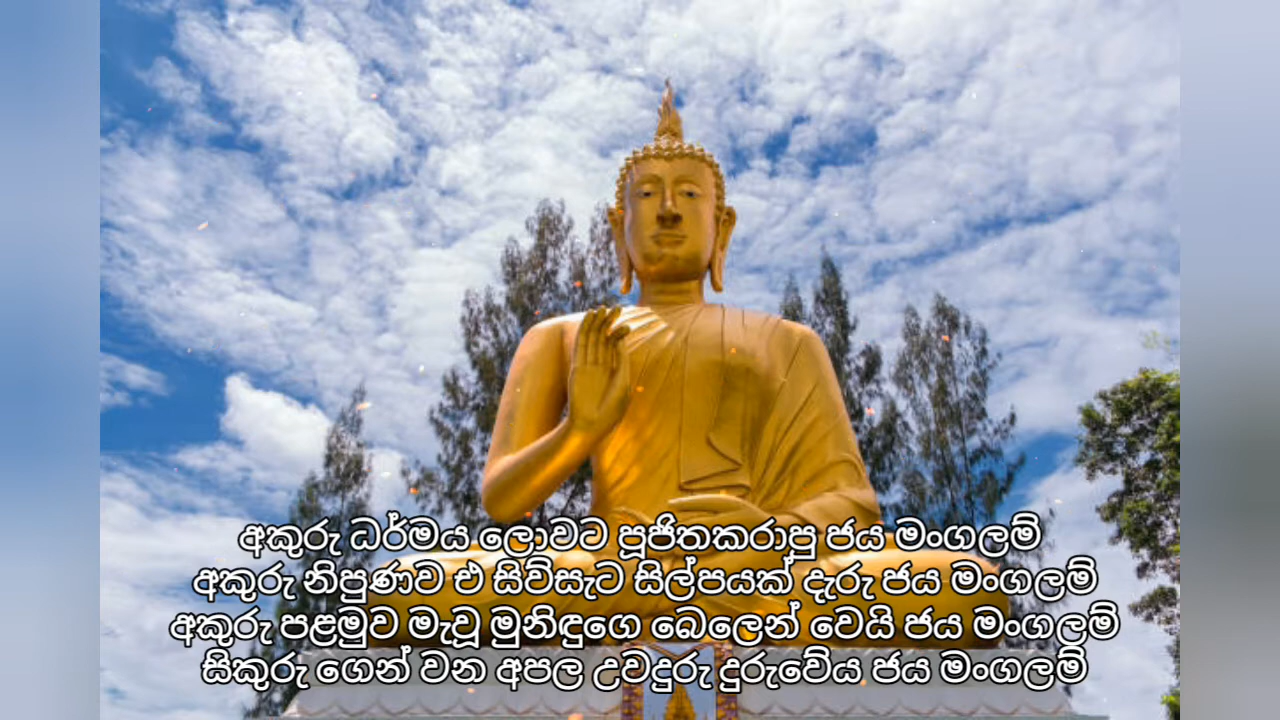 අකුරු ධර්මය ලොවට පූජිතකරාපු ජය මංගලම්
අකුරු නිපුණව එ සිව්සැට සිල්පයක් දැරූ ජය මංගලම්
අකුරු පළමුව මැවූ මුනිඳුගෙ බෙලෙන් වෙයි ජය මංගලම්
සිකුරු ගෙන් වන අපල උවදුරු දුරුවේය ජය මංගලම්